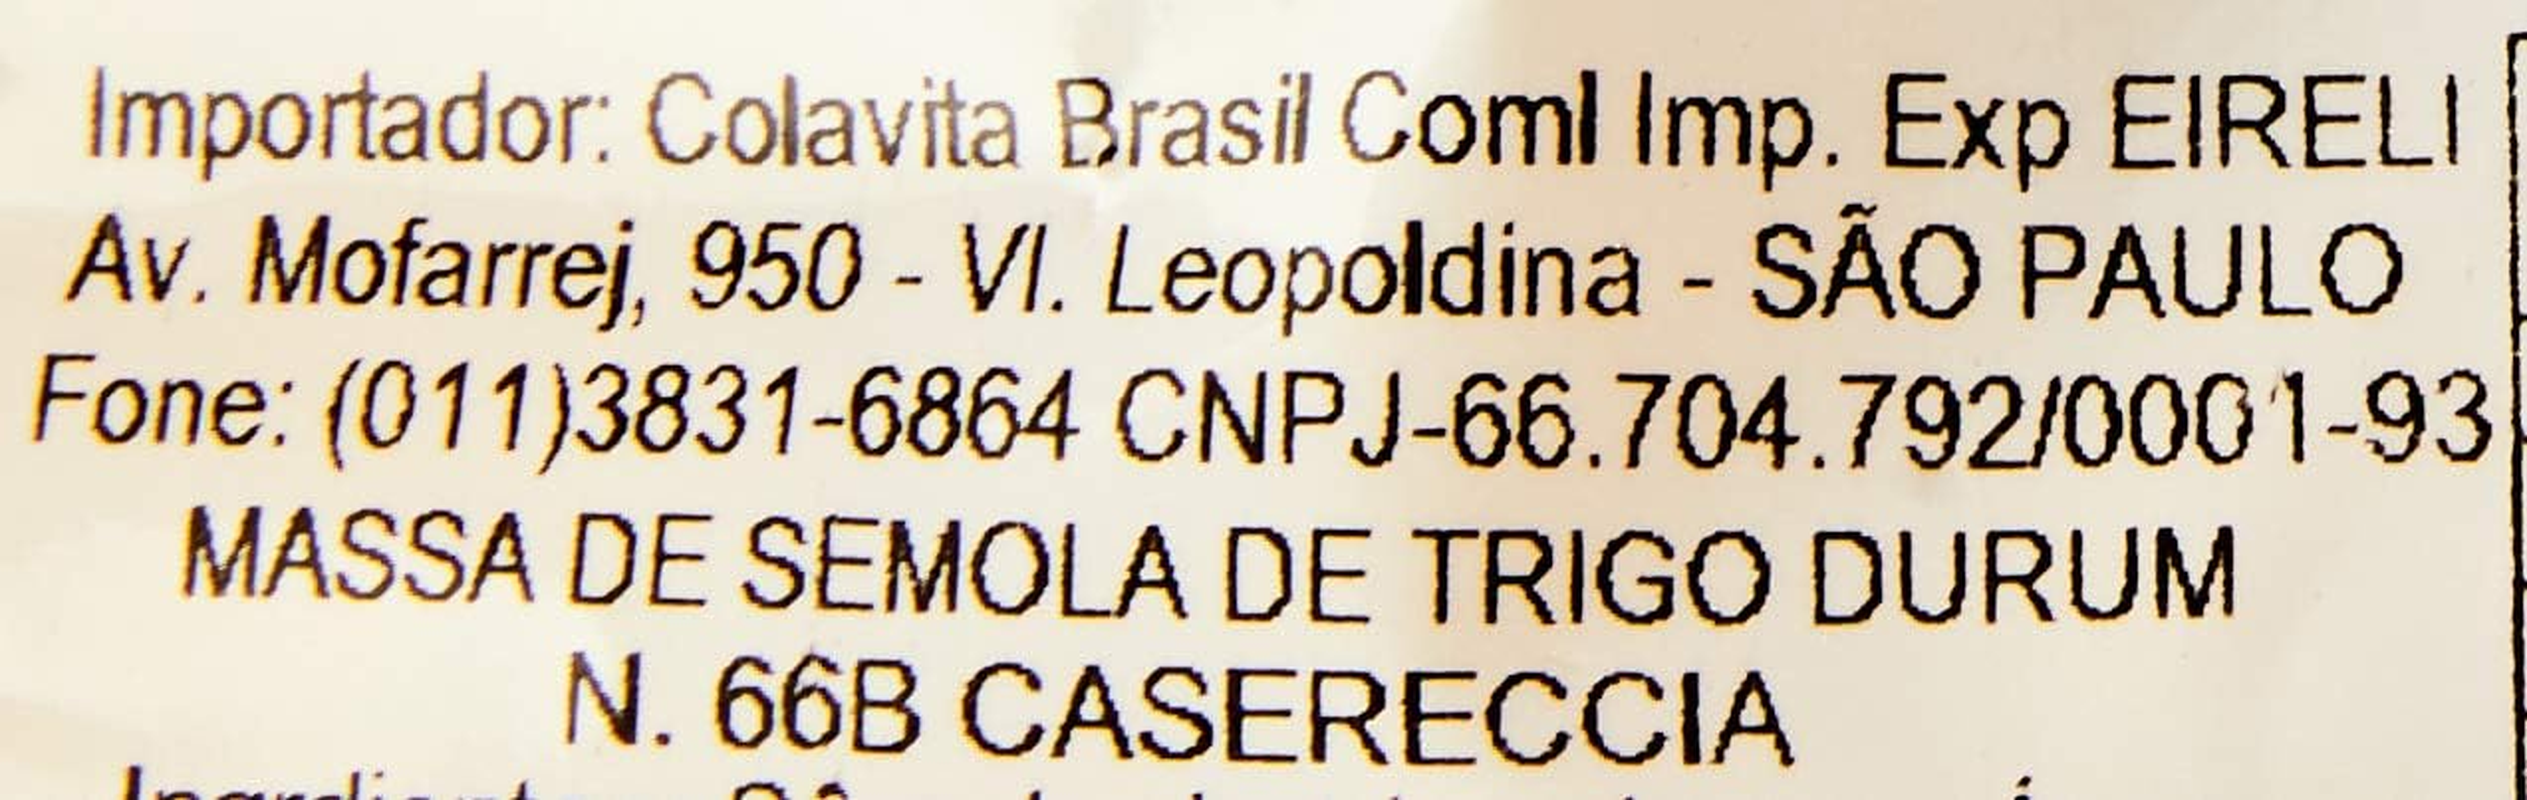 Importador: Colavita Brasil Coml Imp. Exp EIRELI
Av. Mofarrej, 950 - Vl. Leopoldina - SÃO PAULO
Fone: (011)3831-6864 CNPJ-66.704.792/0001-93
MASSA DE SEMOLA DE TRIGO DURUM
N. 66B CASERECCIA